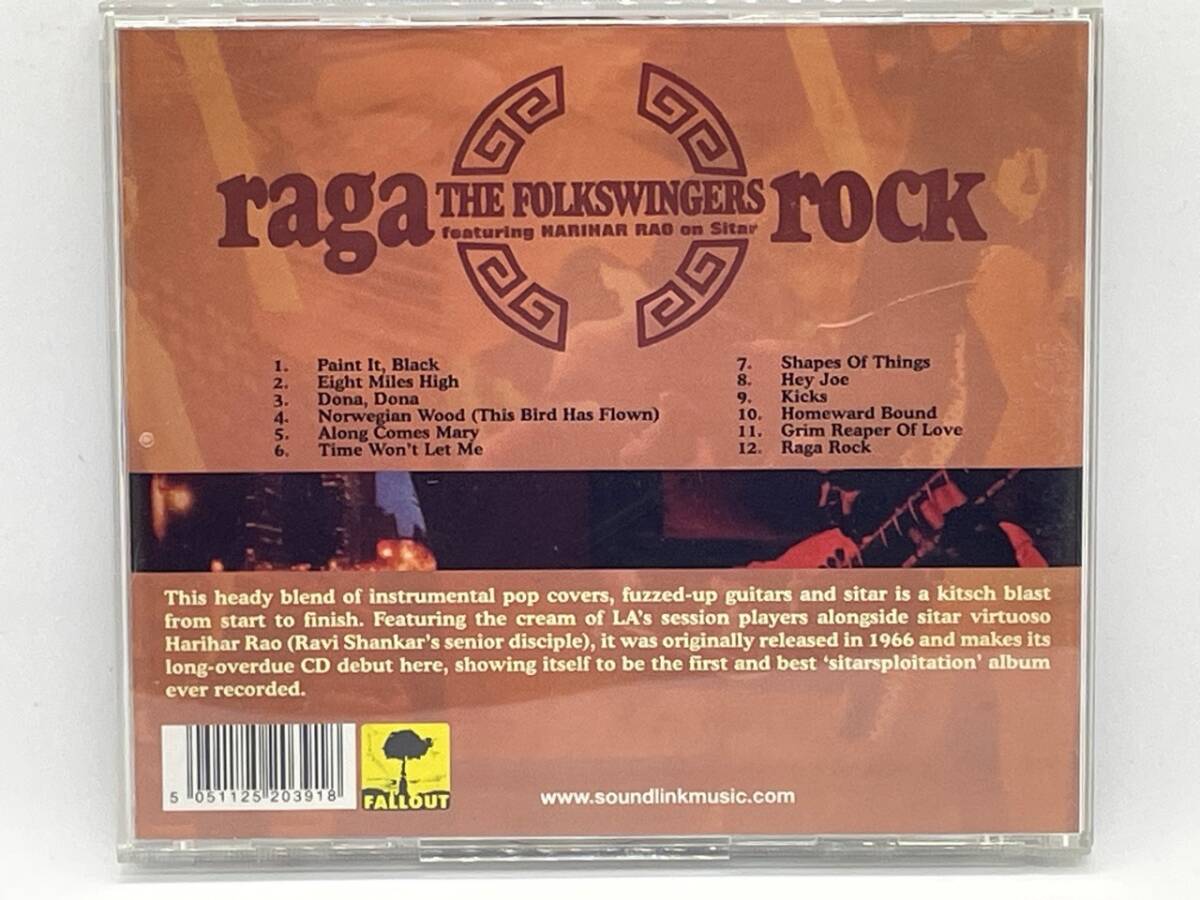 raga THE FOLKSWINGERS rock
featuring HARIHAR RAO on Sitar
1. Paint It, Black
2. Eight Miles High
3. Dona, Dona
4. Norwegian Wood (This Bird Has Flown)
5. Along Comes Mary
6. Time Won't Let Me
7. Shapes Of Things
8. Hey Joe
9. Kicks
10. Homeward Bound
11. Grim Reaper Of Love
12. Raga Rock
This heady blend of instrumental pop covers, fuzzed-up guitars and sitar is a kitsch blast
from start to finish. Featuring the cream of LA's session players alongside sitar virtuoso
Harihar Rao (Ravi Shankar's senior disciple), it was originally released in 1966 and makes its
long-overdue CD debut here, showing itself to be the first and best 'sitarsploitation' album
ever recorded.
5 051125 203918
FALLOUT
www.soundlinkmusic.com